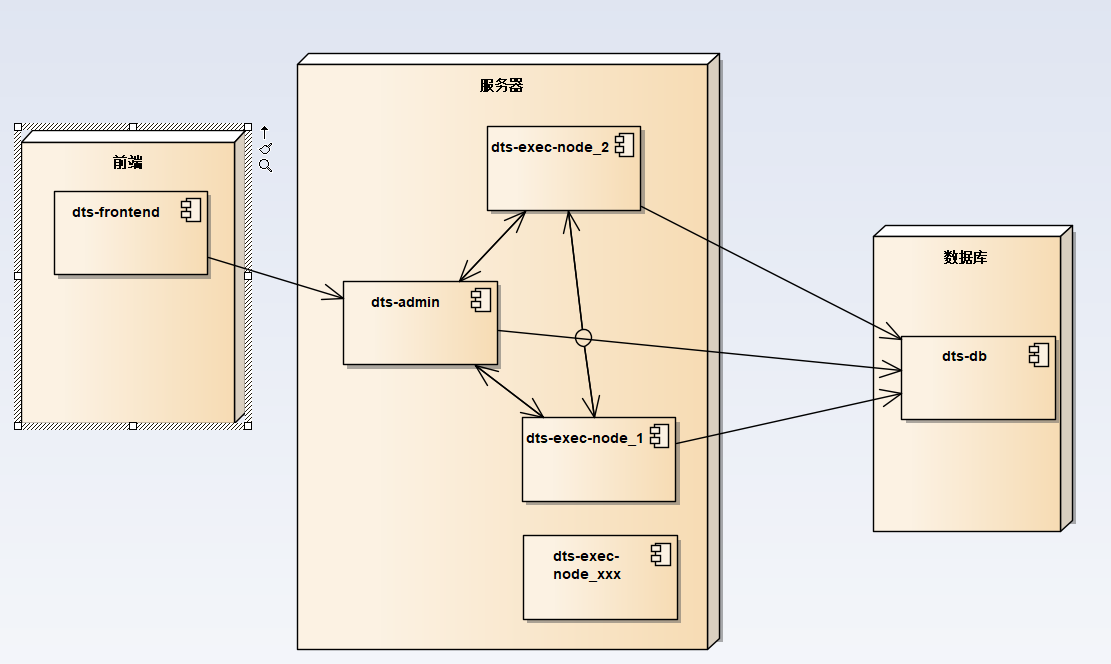 前端
dts-frontend
服务器
dts-exec-node_2
dts-admin
dts-exec-node_1
dts-exec-
node_xxx
数据库
dts-db